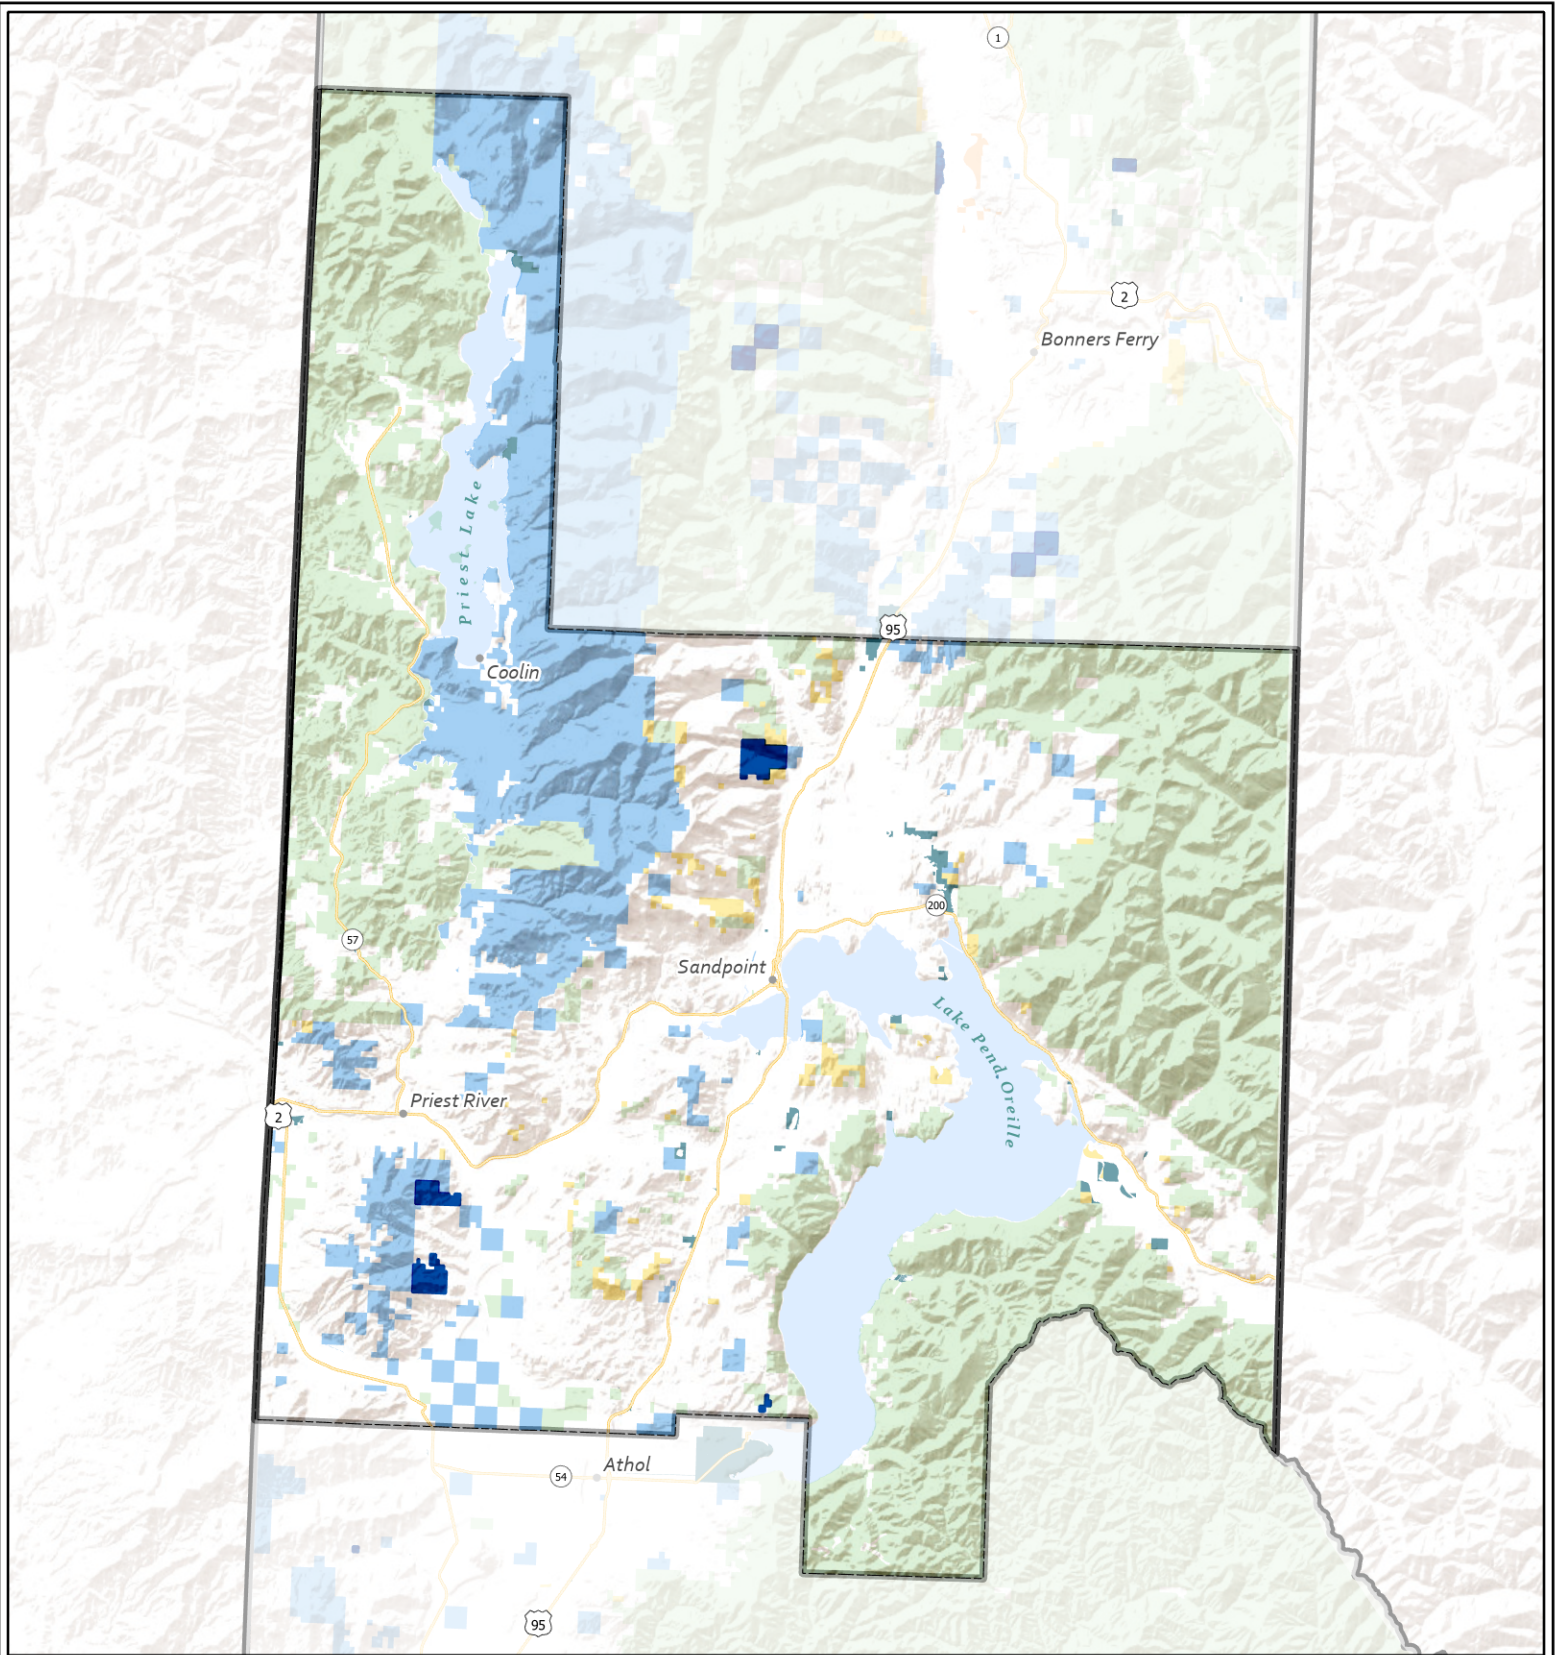 1
2
Bonners Ferry
Priest Lake
95
Coolin
200
57
Sandpoint
Lake Pend Oreille
Priest River
2
Athol
54
95